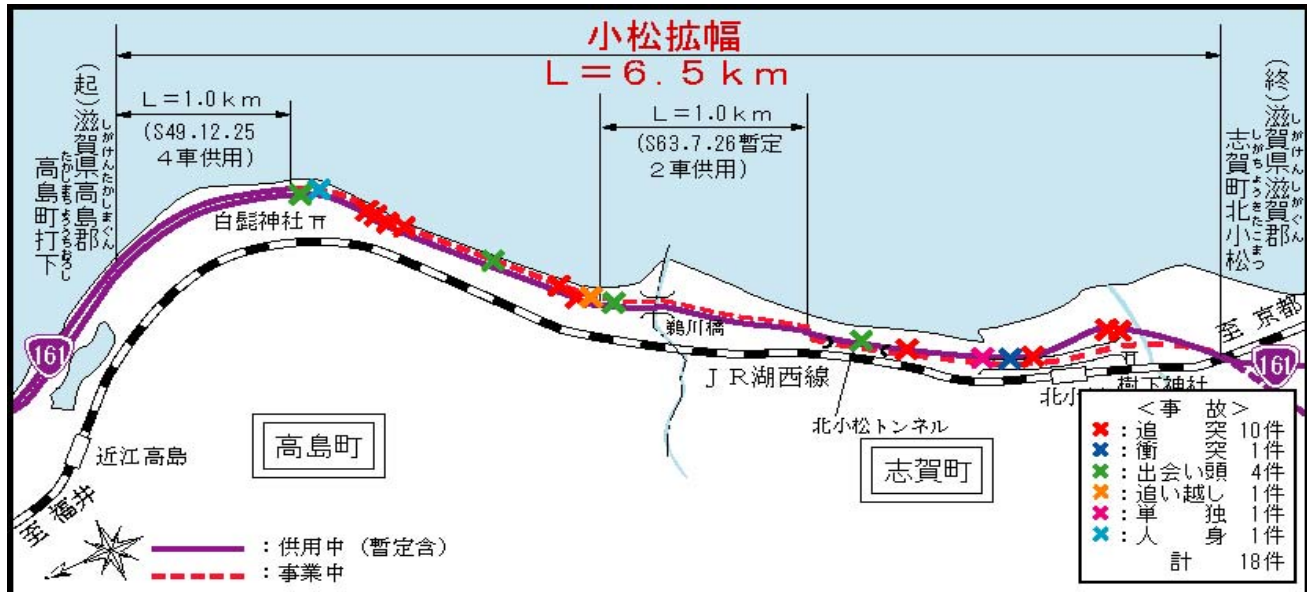 小松拡幅
L=6.5km
L=1.0km
(S49.12.25
4車供用)
L=1.0km
(S63.7.26暫定
2車供用)
(起)滋賀県高島郡
しがけんたかしまぐん
高島町打下
たかしまちょううちおろし
(終)滋賀県滋賀郡
しがけんしがぐん
志賀町北小松
しがちょうきたこまつ
白髭神社
鵜川橋
JR湖西線
北小松トンネル
北小
樹下神社
至 京都
161
161
近江高島
至 福井
高島町
志賀町
:供用中(暫定含)
:事業中
<事 故>
:追 突 10件
:衝 突 1件
:出会い頭 4件
:追い越し 1件
:単 独 1件
:人 身 1件
計 18件